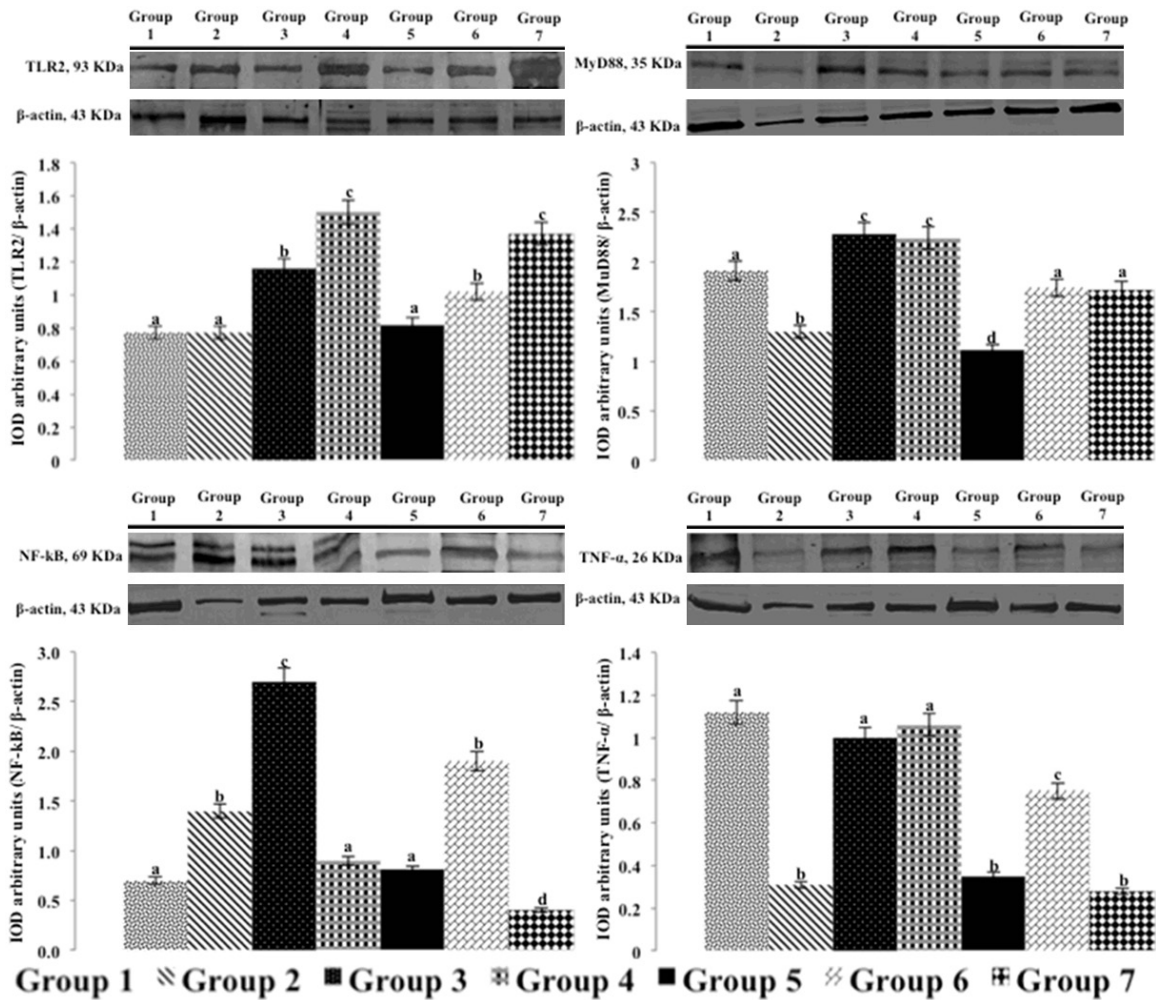 Group Group Group Group Group Group Group
1 2 3 4 5 6 7
TLR2, 93 KDa
β-actin, 43 KDa
IOD arbitrary units (TLR2/ β-actin)
1.8
1.6
1.4
1.2
1
0.8
0.6
0.4
0.2
0
a a b c a b c
Group Group Group Group Group Group Group
1 2 3 4 5 6 7
MyD88, 35 KDa
β-actin, 43 KDa
IOD arbitrary units (MuD88/ β-actin)
3
2.5
2
1.5
1
0.5
0
a b c c d a a
Group Group Group Group Group Group Group
1 2 3 4 5 6 7
NF-kB, 69 KDa
β-actin, 43 KDa
IOD arbitrary units (NF-kB/ β-actin)
3.0
2.5
2.0
1.5
1.0
0.5
0.0
a b c a a b d
Group Group Group Group Group Group Group
1 2 3 4 5 6 7
TNF-α, 26 KDa
β-actin, 43 KDa
IOD arbitrary units (TNF-α/ β-actin)
1.4
1.2
1
0.8
0.6
0.4
0.2
0
a b a a b c b
Group 1 Group 2 Group 3 Group 4 Group 5 Group 6 Group 7